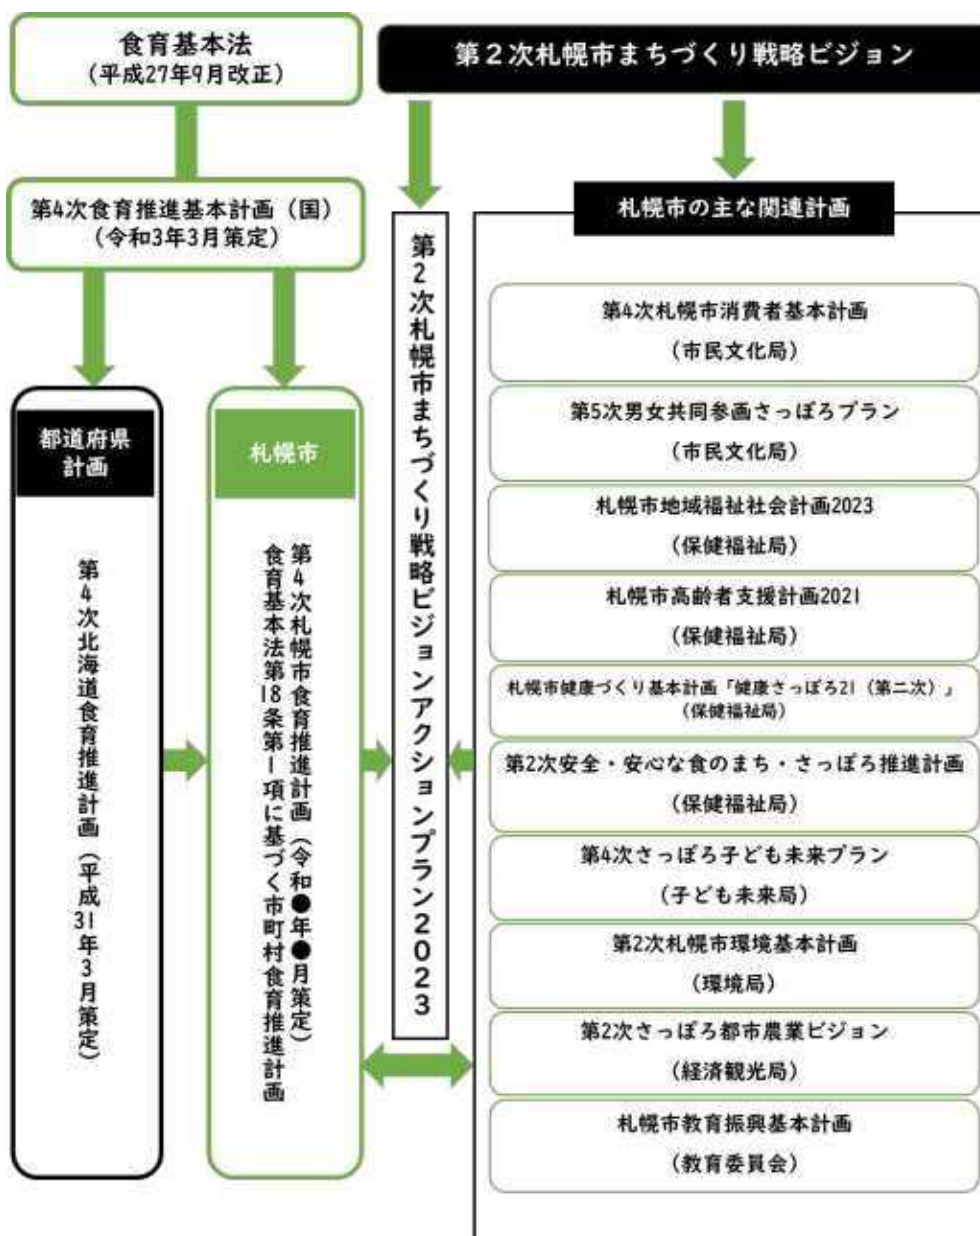 食育基本法
（平成27年9月改正）
第２次札幌市まちづくり戦略ビジョン
第4次食育推進基本計画（国）
（令和3年3月策定）
都道府県
計画
第4次北海道食育推進計画（平成31年3月策定）
札幌市
第4次札幌市食育推進計画（令和●年●月策定）
食育基本法第18条第1項に基づく市町村食育推進計画
第２次札幌市まちづくり戦略ビジョンアクションプラン２０２３
札幌市の主な関連計画
第4次札幌市消費者基本計画
（市民文化局）
第5次男女共同参画さっぽろプラン
（市民文化局）
札幌市地域福祉社会計画2023
（保健福祉局）
札幌市高齢者支援計画2021
（保健福祉局）
札幌市健康づくり基本計画「健康さっぽろ21（第二次）」
（保健福祉局）
第2次安全・安心な食のまち・さっぽろ推進計画
（保健福祉局）
第4次さっぽろ子ども未来プラン
（子ども未来局）
第2次札幌市環境基本計画
（環境局）
第2次さっぽろ都市農業ビジョン
（経済観光局）
札幌市教育振興基本計画
（教育委員会）